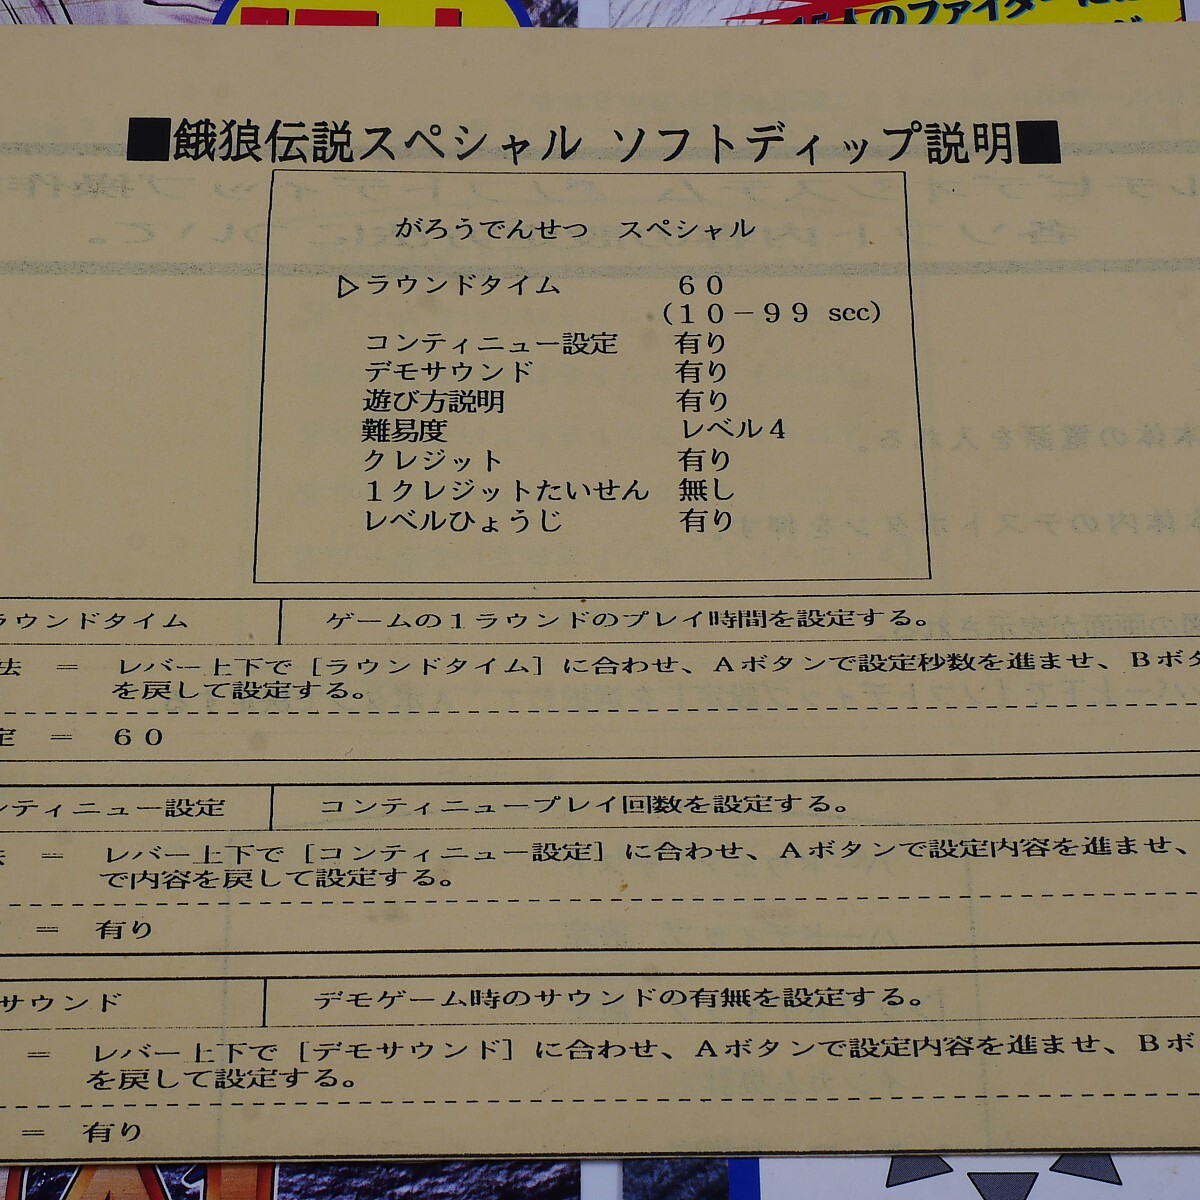 15人のファイターには
■餓狼伝説スペシャル ソフトディップ説明■
がろうでんせつ スペシャル
▷ラウンドタイム 60
(10-99 sec)
コンティニュー設定 有り
デモサウンド 有り
遊び方説明 有り
難易度 レベル4
クレジット 有り
1クレジットたいせん 無し
レベルひょうじ 有り
ラウンドタイム ゲームの1ラウンドのプレイ時間を設定する。
法 = レバー上下で[ラウンドタイム]に合わせ、Aボタンで設定秒数を進ませ、Bボタ
を戻して設定する。
定 = 60
ンティニュー設定 コンティニュープレイ回数を設定する。
法 = レバー上下で[コンティニュー設定]に合わせ、Aボタンで設定内容を進ませ、
で内容を戻して設定する。
= 有り
サウンド デモゲーム時のサウンドの有無を設定する。
= レバー上下で[デモサウンド]に合わせ、Aボタンで設定内容を進ませ、Bボ
を戻して設定する。
= 有り